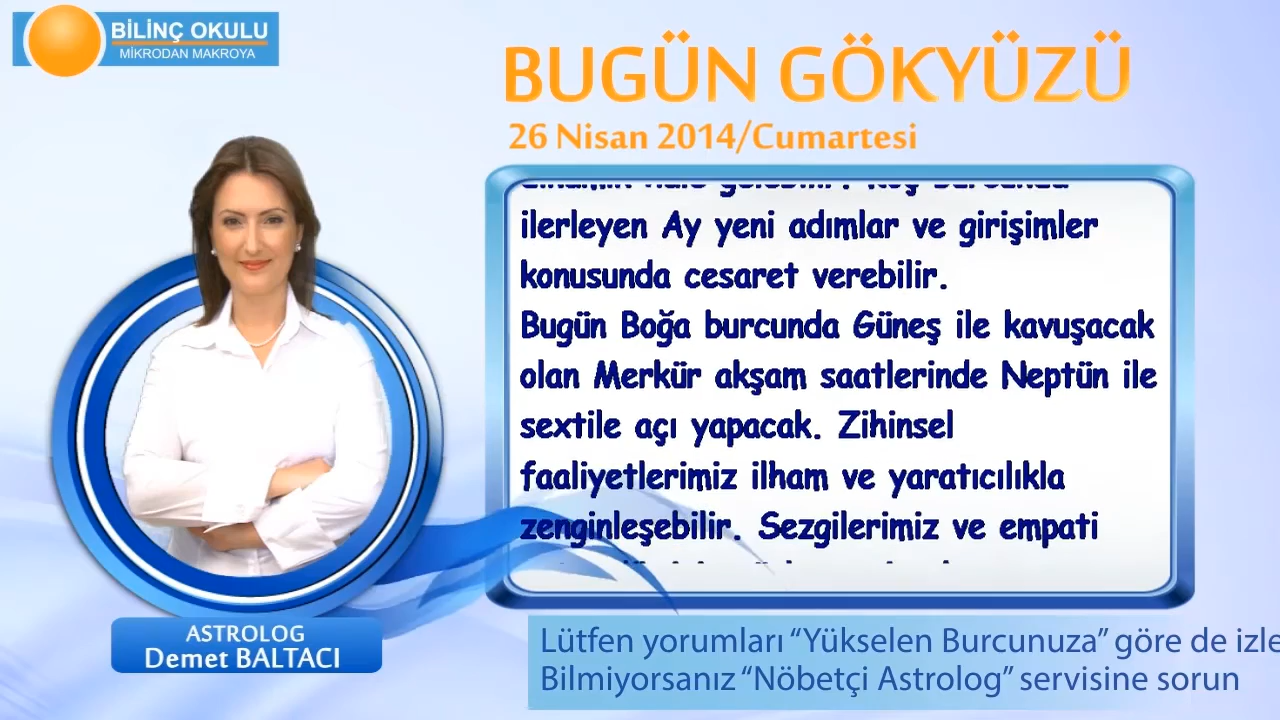 BİLİNÇ OKULU
MİKRODAN MAKROYA
BUGÜN GÖKYÜZÜ
26 Nisan 2014/Cumartesi
ilerleyen Ay yeni adımlar ve girişimler
konusunda cesaret verebilir.
Bugün Boğa burcunda Güneş ile kavuşacak
olan Merkür akşam saatlerinde Neptün ile
sextile açı yapacak. Zihinsel
faaliyetlerimiz ilham ve yaratıcılıkla
zenginleşebilir. Sezgilerimiz ve empati
ASTROLOG
Demet BALTACI
Lütfen yorumları “Yükselen Burcunuza” göre de izle
Bilmiyorsanız “Nöbetçi Astrolog” servisine sorun